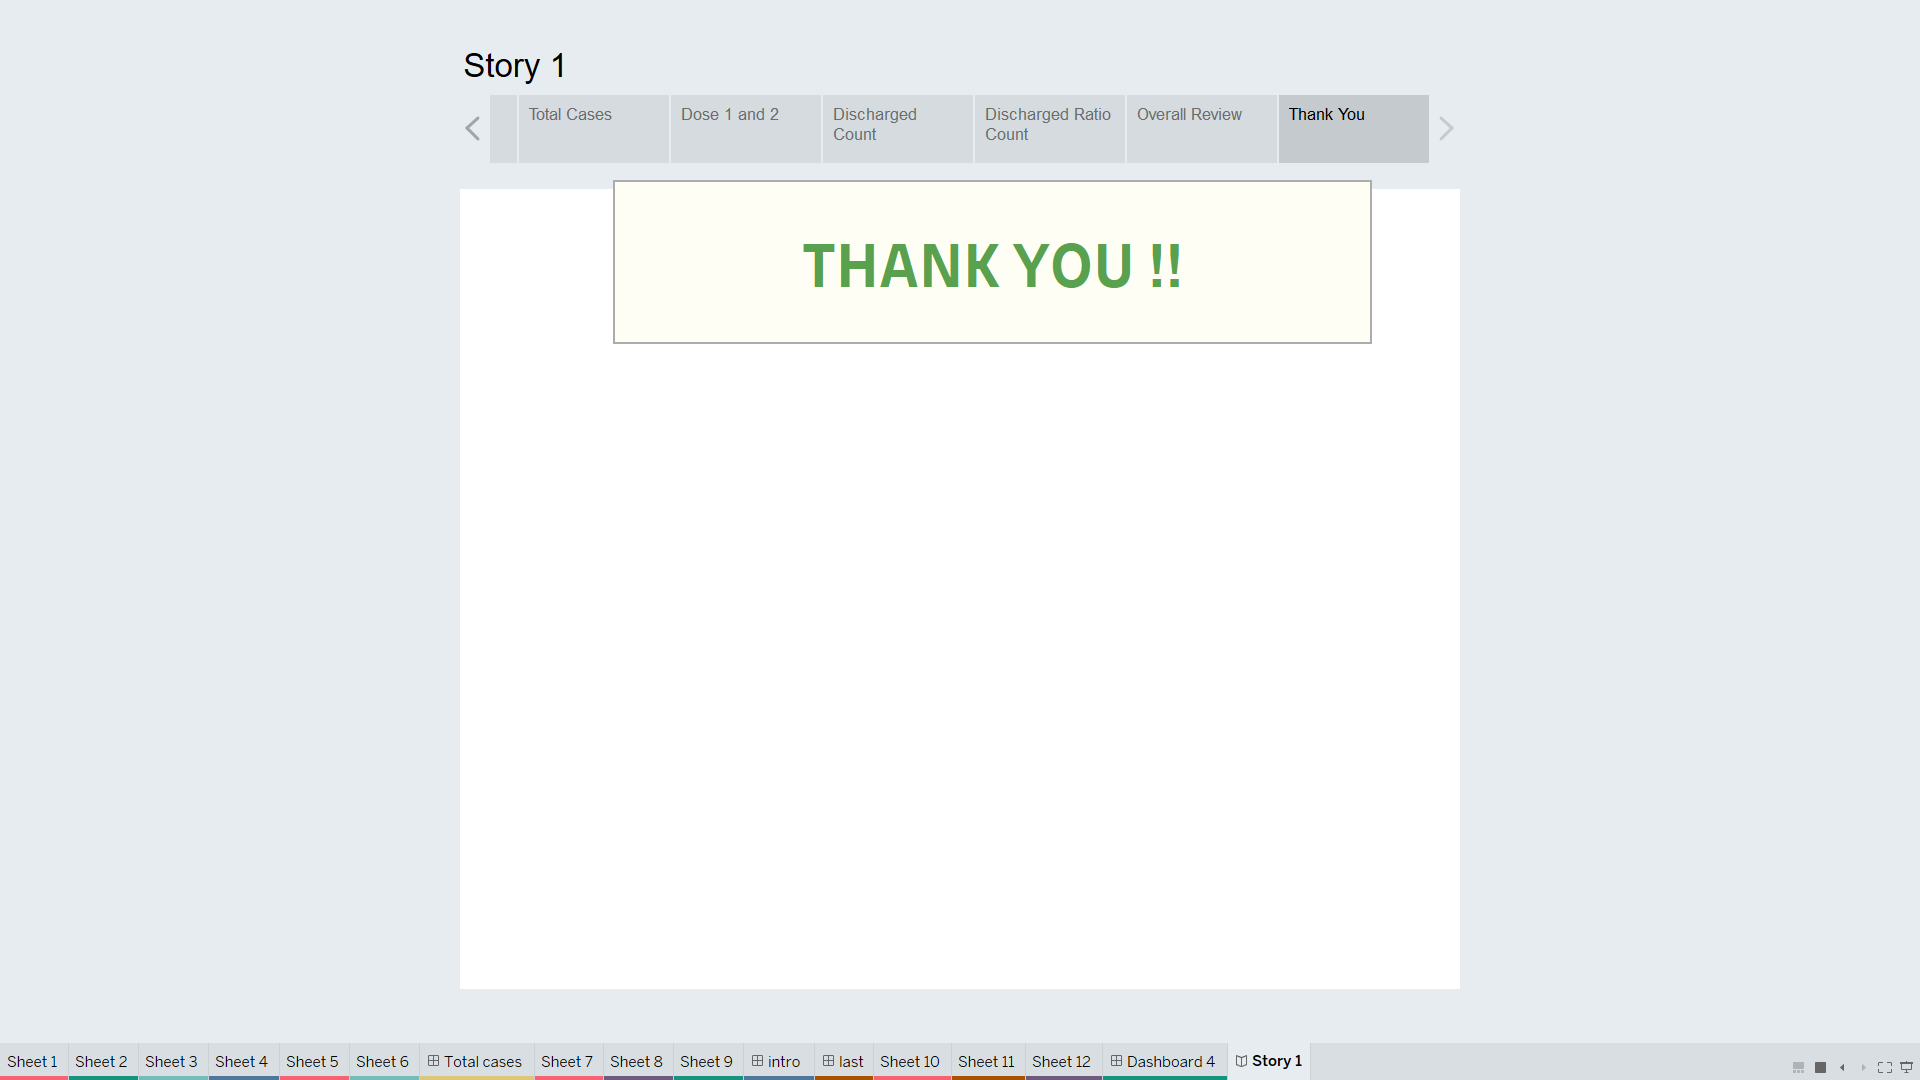 Story 1
Total Cases
Dose 1 and 2
Discharged
Count
Discharged Ratio
Count
Overall Review
Thank You
THANK YOU !!
Sheet 1
Sheet 2
Sheet 3
Sheet 4
Sheet 5
Sheet 6
Total cases
Sheet 7
Sheet 8
Sheet 9
intro
last
Sheet 10
Sheet 11
Sheet 12
Dashboard 4
Story 1